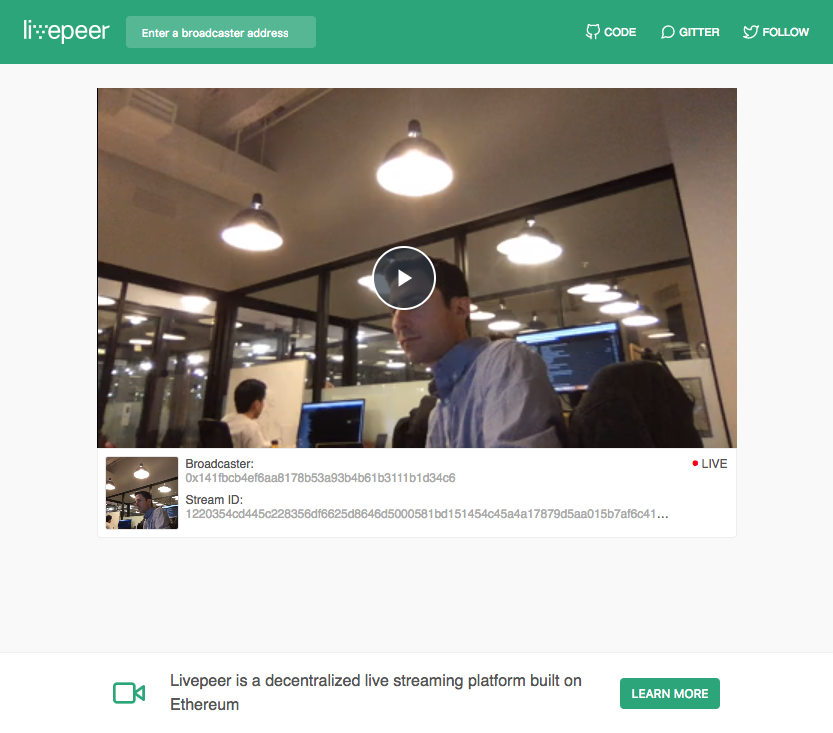 livepeer
Enter a broadcaster address
CODE
GITTER
FOLLOW
Broadcaster:
0x141fbcb4ef6aa8178b53a93b4b61b3111b1d34c6
LIVE
Stream ID:
1220354cd445c228356df6625d8646d5000581bd151454c45a4a17879d5aa015b7af6c41...
Livepeer is a decentralized live streaming platform built on
Ethereum
LEARN MORE